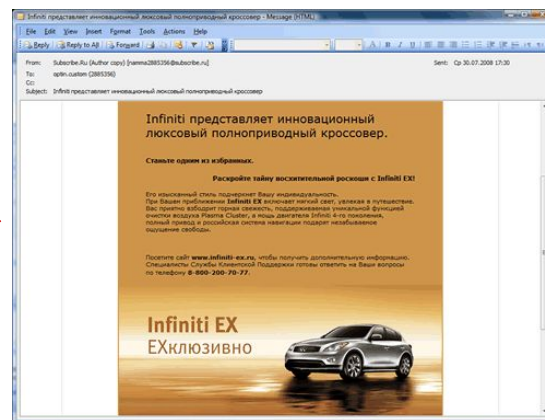 Infiniti представляет инновационный люксовый полноприводный кроссовер - Message (HTML)
File Edit View Insert Format Tools Actions Help
Reply Reply to All Forward
From: Subscribe.Ru (Author copy) [namma2885356@subscribe.ru]
Sent: Ср 30.07.2008 17:30
To: optin.custom (2885356)
Cc:
Subject: Infiniti представляет инновационный люксовый полноприводный кроссовер
Infiniti представляет инновационный
люксовый полноприводный кроссовер.
Станьте одним из избранных.
Раскройте тайну восхитительной роскоши с Infiniti EX!
Его изысканный стиль подчеркнет Вашу индивидуальность.
При Вашем приближении Infiniti EX включает мягкий свет, увлекая в путешествие.
Вас приятно взбодрит горная свежесть, поддерживаемая уникальной функцией
очистки воздуха Plasma Cluster, а мощь двигателя Infiniti 4-го поколения,
полный привод и российская система навигации подарят незабываемое
ощущение свободы.
Посетите сайт www.infiniti-ex.ru, чтобы получить дополнительную информацию.
Специалисты Службы Клиентской Поддержки готовы ответить на Ваши вопросы
по телефону 8-800-200-70-77.
Infiniti EX
EXклюзивно